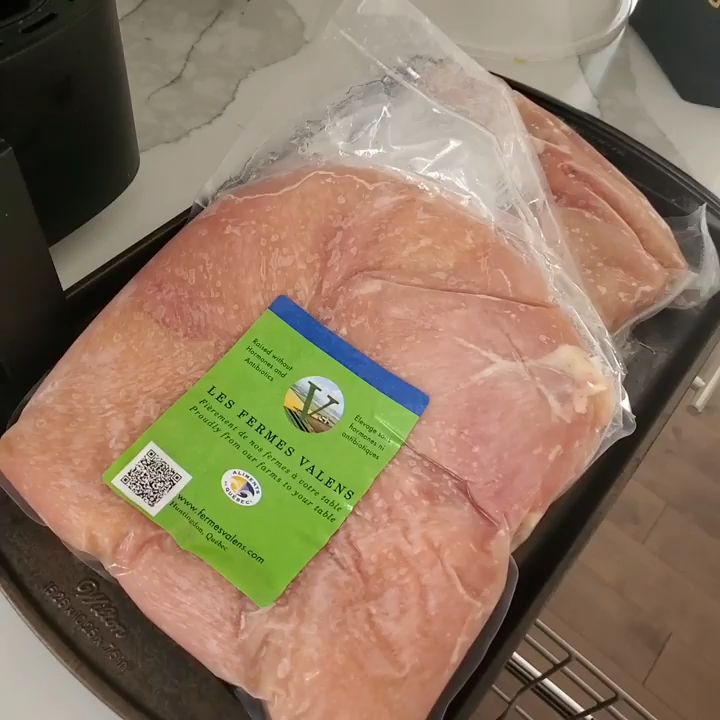 Raised without
Hormones and
Antibiotics
V
Élevage sans
hormones ni
antibiotiques
LES FERMES VALENS
Fièrement de nos fermes à votre table
Proudly from our farms to your table
ALIMENTS
QUÉBEC
www.fermesvalens.com
Huntingdon, Québec
Wilton